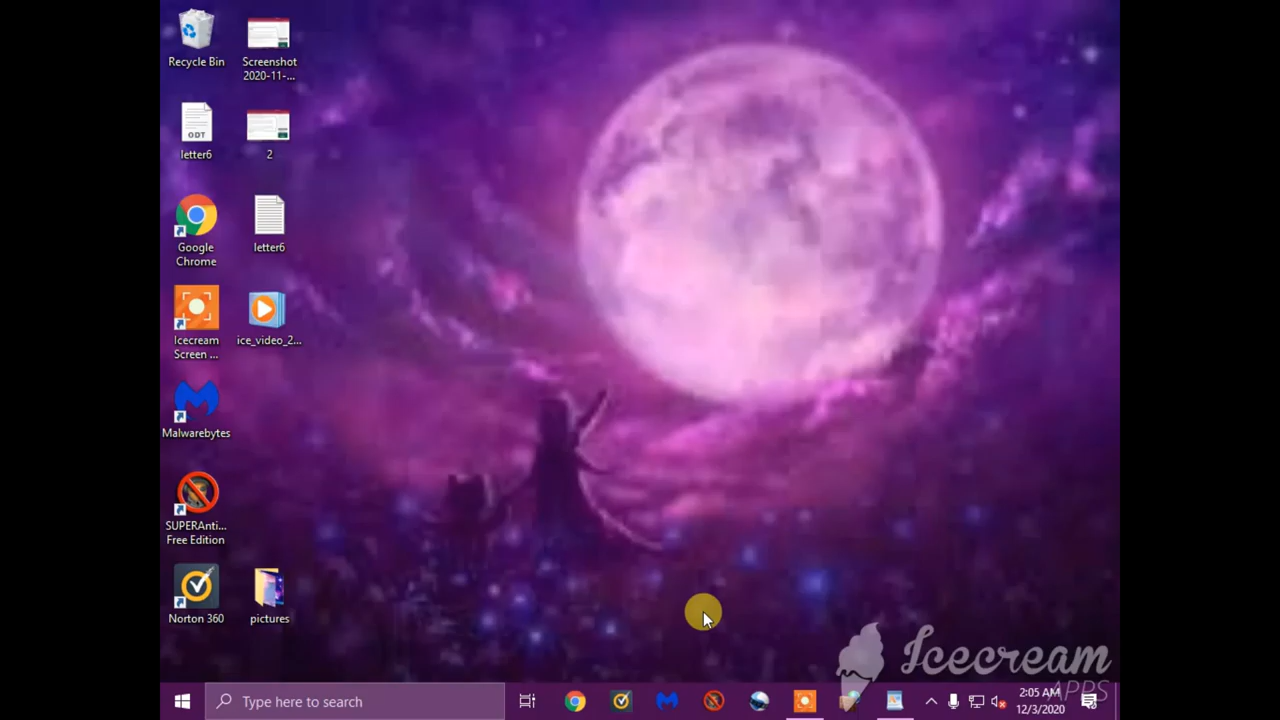 Recycle Bin
Screenshot
2020-11-...
ODT
letter6
2
Google
Chrome
letter6
Icecream
Screen ...
ice_video_2...
Malwarebytes
SUPERAnti...
Free Edition
Norton 360
pictures
Icecream
APPS
Type here to search
2:05 AM
12/3/2020